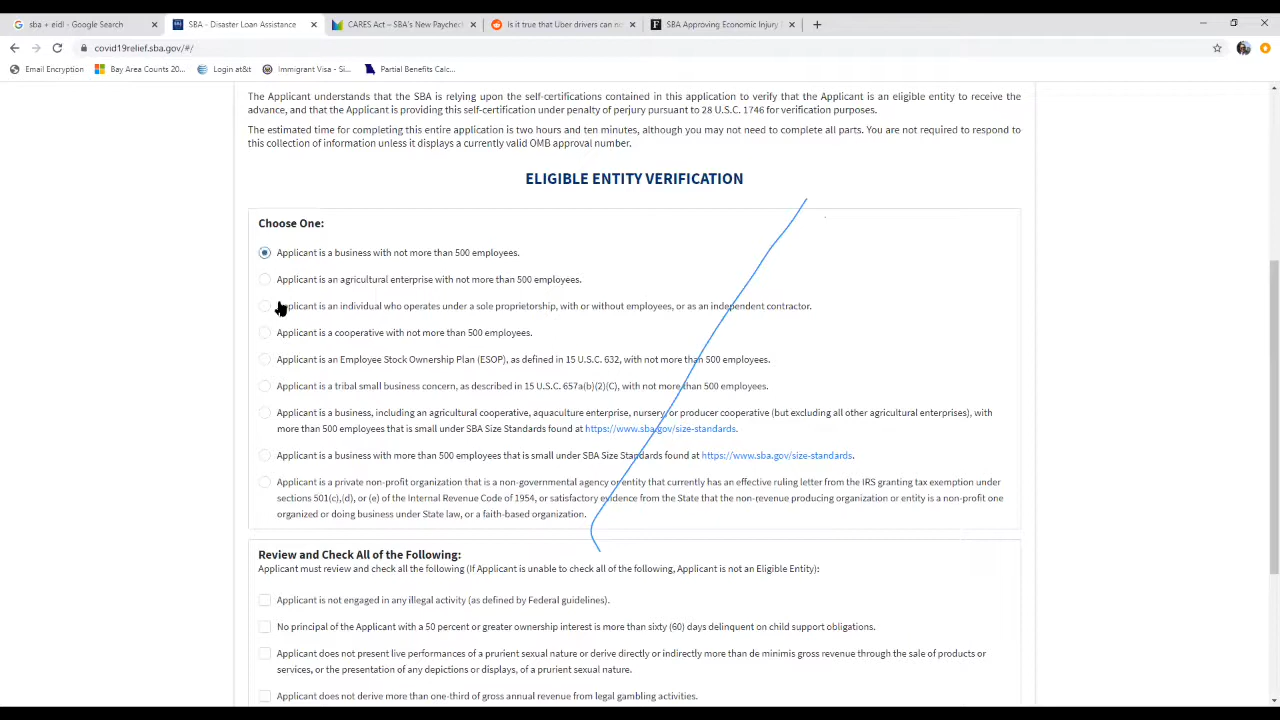 sba + eidl - Google Search
SBA - Disaster Loan Assistance
CARES Act – SBA's New Paychec
Is it true that Uber drivers can no
SBA Approving Economic Injury
covid19relief.sba.gov/#/
Email Encryption
Bay Area Counts 20...
Login at&t
Immigrant Visa - Si...
Partial Benefits Calc...
The Applicant understands that the SBA is relying upon the self-certifications contained in this application to verify that the Applicant is an eligible entity to receive the
advance, and that the Applicant is providing this self-certification under penalty of perjury pursuant to 28 U.S.C. 1746 for verification purposes.
The estimated time for completing this entire application is two hours and ten minutes, although you may not need to complete all parts. You are not required to respond to
this collection of information unless it displays a currently valid OMB approval number.
ELIGIBLE ENTITY VERIFICATION
Choose One:
Applicant is a business with not more than 500 employees.
Applicant is an agricultural enterprise with not more than 500 employees.
Applicant is an individual who operates under a sole proprietorship, with or without employees, or as an independent contractor.
Applicant is a cooperative with not more than 500 employees.
Applicant is an Employee Stock Ownership Plan (ESOP), as defined in 15 U.S.C. 632, with not more than 500 employees.
Applicant is a tribal small business concern, as described in 15 U.S.C. 657a(b)(2)(C), with not more than 500 employees.
Applicant is a business, including an agricultural cooperative, aquaculture enterprise, nursery, or producer cooperative (but excluding all other agricultural enterprises), with
more than 500 employees that is small under SBA Size Standards found at https://www.sba.gov/size-standards.
Applicant is a business with more than 500 employees that is small under SBA Size Standards found at https://www.sba.gov/size-standards.
Applicant is a private non-profit organization that is a non-governmental agency or entity that currently has an effective ruling letter from the IRS granting tax exemption under
sections 501(c),(d), or (e) of the Internal Revenue Code of 1954, or satisfactory evidence from the State that the non-revenue producing organization or entity is a non-profit one
organized or doing business under State law, or a faith-based organization.
Review and Check All of the Following:
Applicant must review and check all the following (If Applicant is unable to check all of the following, Applicant is not an Eligible Entity):
Applicant is not engaged in any illegal activity (as defined by Federal guidelines).
No principal of the Applicant with a 50 percent or greater ownership interest is more than sixty (60) days delinquent on child support obligations.
Applicant does not present live performances of a prurient sexual nature or derive directly or indirectly more than de minimis gross revenue through the sale of products or
services, or the presentation of any depictions or displays, of a prurient sexual nature.
Applicant does not derive more than one-third of gross annual revenue from legal gambling activities.